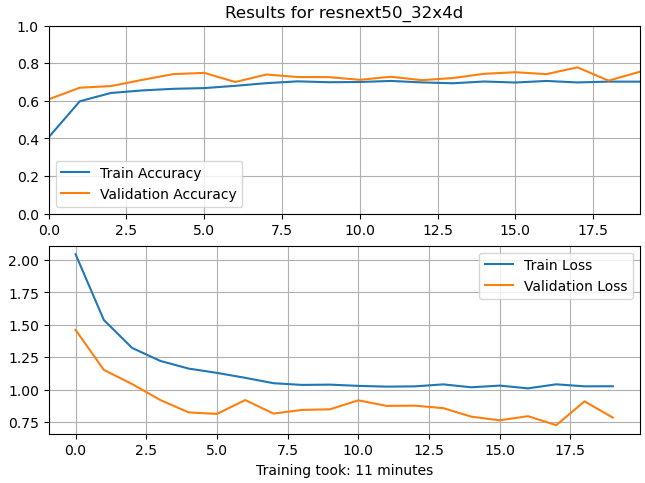 Results for resnext50_32x4d
1.0
0.8
0.6
0.4
0.2
0.0
Train Accuracy
Validation Accuracy
0.0 2.5 5.0 7.5 10.0 12.5 15.0 17.5
2.00
1.75
1.50
1.25
1.00
0.75
Train Loss
Validation Loss
0.0 2.5 5.0 7.5 10.0 12.5 15.0 17.5
Training took: 11 minutes